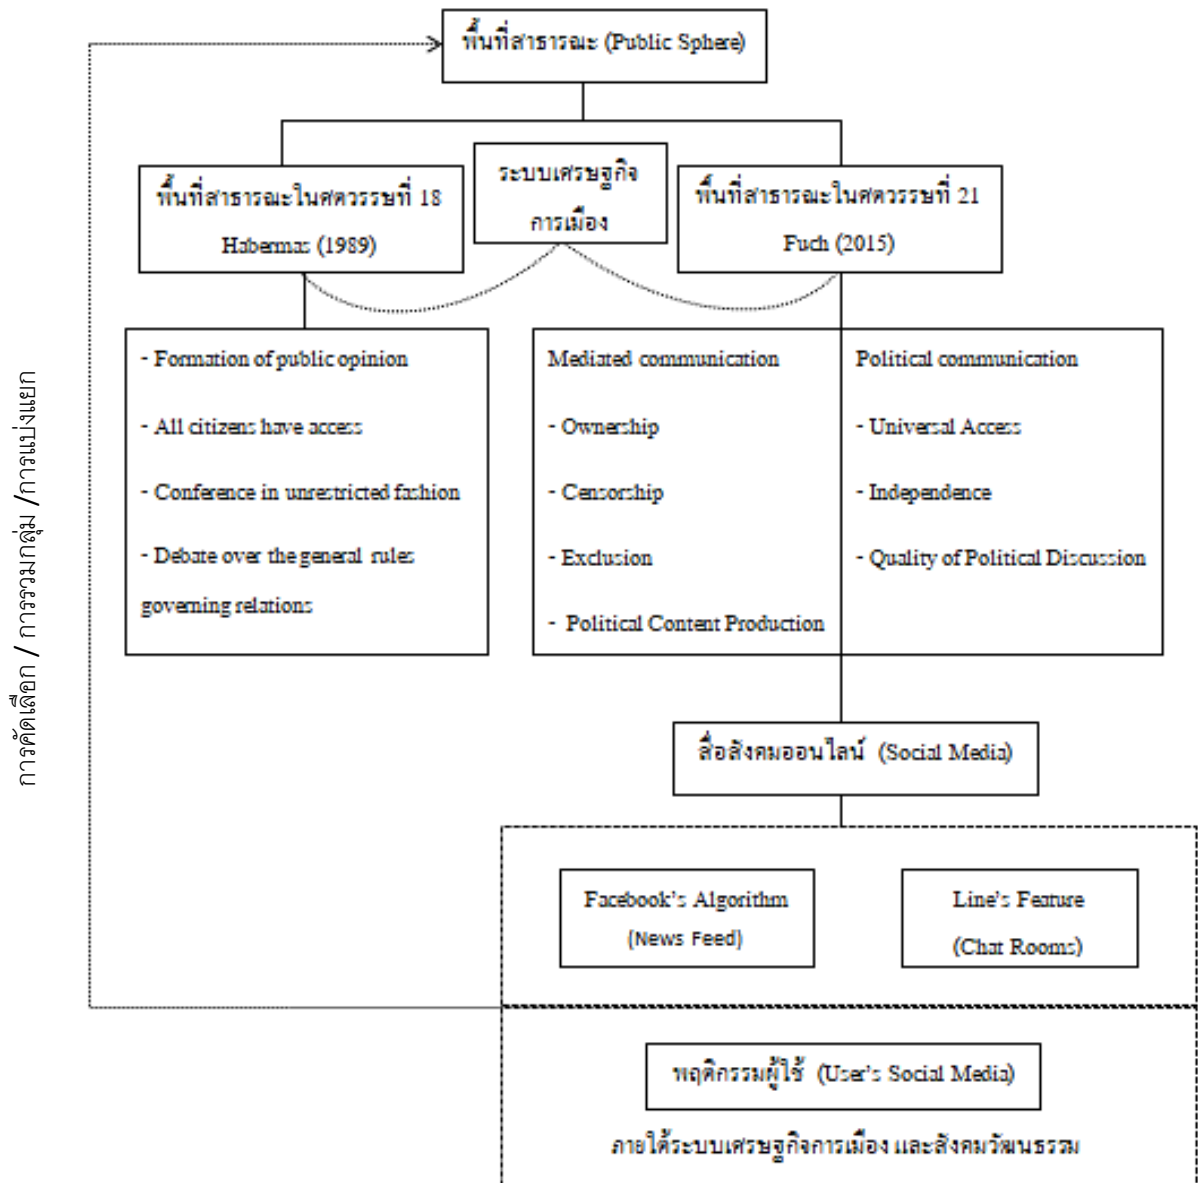 พื้นที่สาธารณะ (Public Sphere)
พื้นที่สาธารณะในศตวรรษที่ 18
Habermas (1989)
ระบบเศรษฐกิจ
การเมือง
พื้นที่สาธารณะในศตวรรษที่ 21
Fuch (2015)
- Formation of public opinion
- All citizens have access
- Conference in unrestricted fashion
- Debate over the general rules
governing relations
Mediated communication
- Ownership
- Censorship
- Exclusion
- Political Content Production
Political communication
- Universal Access
- Independence
- Quality of Political Discussion
การคัดเลือก / การรวมกลุ่ม /การแบ่งแยก
สื่อสังคมออนไลน์ (Social Media)
Facebook's Algorithm
(News Feed)
Line's Feature
(Chat Rooms)
พฤติกรรมผู้ใช้ (User's Social Media)
ภายใต้ระบบเศรษฐกิจการเมือง และสังคมวัฒนธรรม